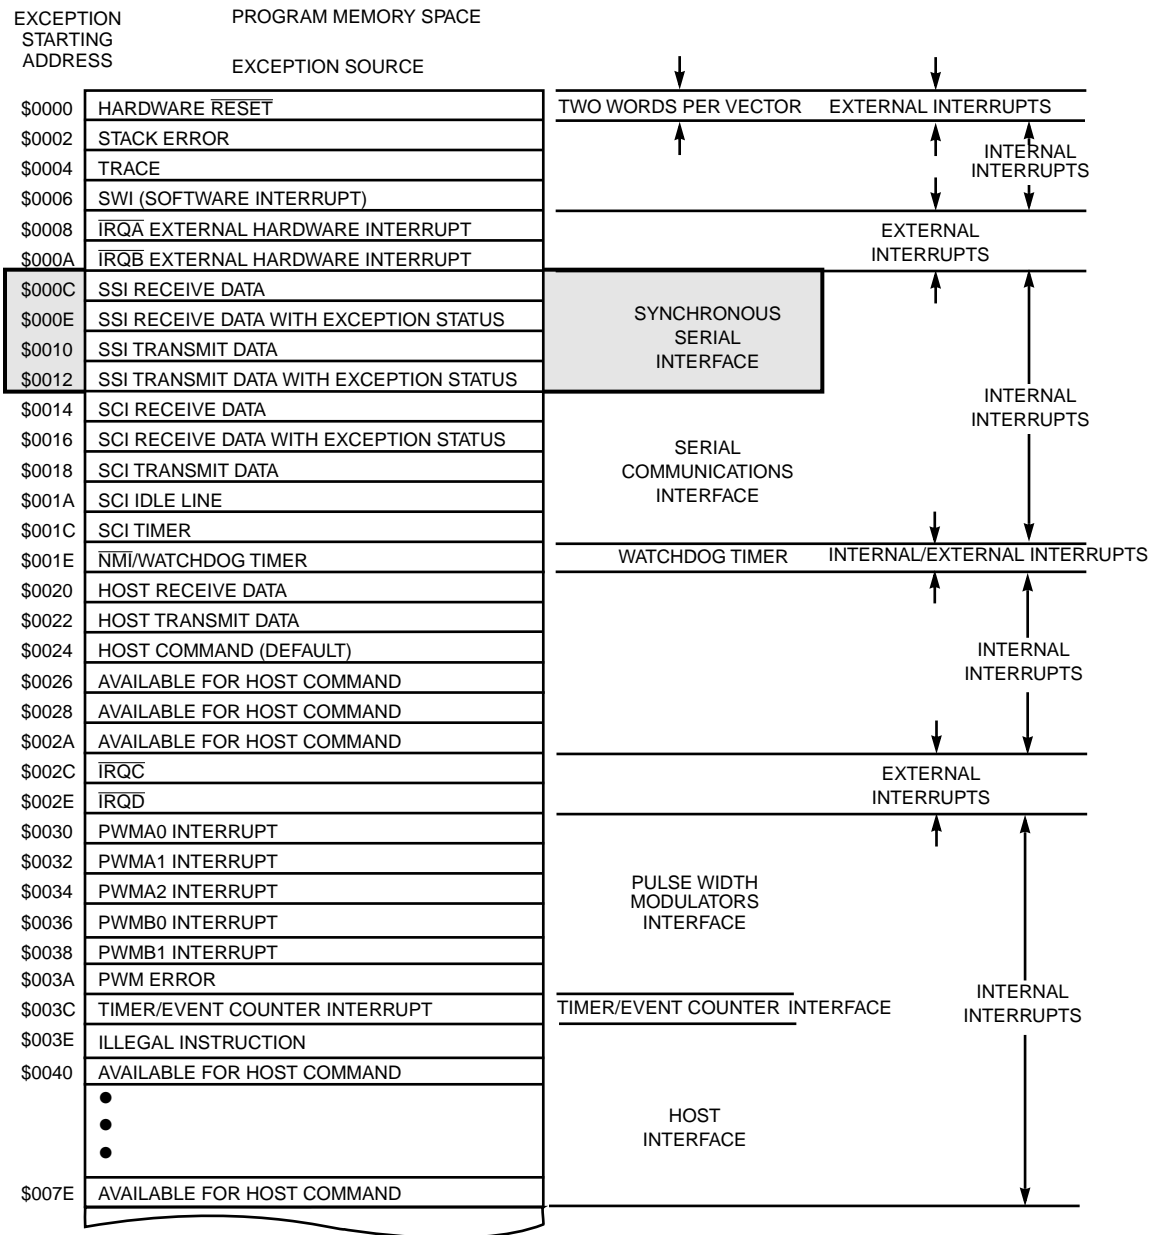 EXCEPTION
STARTING
ADDRESS
PROGRAM MEMORY SPACE
EXCEPTION SOURCE
$0000 HARDWARE RESET TWO WORDS PER VECTOR EXTERNAL INTERRUPTS
$0002 STACK ERROR
$0004 TRACE
INTERNAL
INTERRUPTS
$0006 SWI (SOFTWARE INTERRUPT)
$0008 IRQA EXTERNAL HARDWARE INTERRUPT
$000A IRQB EXTERNAL HARDWARE INTERRUPT
EXTERNAL
INTERRUPTS
$000C SSI RECEIVE DATA
$000E SSI RECEIVE DATA WITH EXCEPTION STATUS
$0010 SSI TRANSMIT DATA
$0012 SSI TRANSMIT DATA WITH EXCEPTION STATUS
SYNCHRONOUS
SERIAL
INTERFACE
$0014 SCI RECEIVE DATA
$0016 SCI RECEIVE DATA WITH EXCEPTION STATUS
$0018 SCI TRANSMIT DATA
$001A SCI IDLE LINE
$001C SCI TIMER
SERIAL
COMMUNICATIONS
INTERFACE
INTERNAL
INTERRUPTS
$001E NMI/WATCHDOG TIMER WATCHDOG TIMER INTERNAL/EXTERNAL INTERRUPTS
$0020 HOST RECEIVE DATA
$0022 HOST TRANSMIT DATA
$0024 HOST COMMAND (DEFAULT)
$0026 AVAILABLE FOR HOST COMMAND
$0028 AVAILABLE FOR HOST COMMAND
$002A AVAILABLE FOR HOST COMMAND
INTERNAL
INTERRUPTS
$002C IRQC
$002E IRQD
EXTERNAL
INTERRUPTS
$0030 PWMA0 INTERRUPT
$0032 PWMA1 INTERRUPT
$0034 PWMA2 INTERRUPT
$0036 PWMB0 INTERRUPT
$0038 PWMB1 INTERRUPT
$003A PWM ERROR
PULSE WIDTH
MODULATORS
INTERFACE
$003C TIMER/EVENT COUNTER INTERRUPT TIMER/EVENT COUNTER INTERFACE
INTERNAL
INTERRUPTS
$003E ILLEGAL INSTRUCTION
$0040 AVAILABLE FOR HOST COMMAND
HOST
INTERFACE
$007E AVAILABLE FOR HOST COMMAND